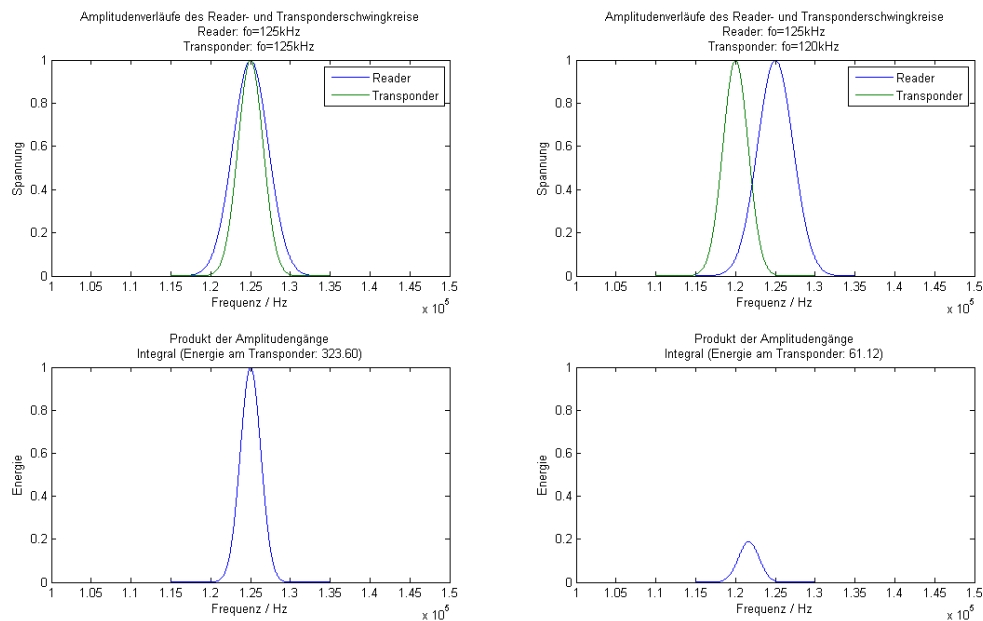 Amplitudenverläufe des Reader- und Transponderschwingkreise
Reader: fo=125kHz
Transponder: fo=125kHz
1
0.8
0.6
0.4
0.2
0
Spannung
Reader
Transponder
1 1.05 1.1 1.15 1.2 1.25 1.3 1.35 1.4 1.45 1.5
Frequenz / Hz
x 10^5
Amplitudenverläufe des Reader- und Transponderschwingkreise
Reader: fo=125kHz
Transponder: fo=120kHz
1
0.8
0.6
0.4
0.2
0
Spannung
Reader
Transponder
1 1.05 1.1 1.15 1.2 1.25 1.3 1.35 1.4 1.45 1.5
Frequenz / Hz
x 10^5
Produkt der Amplitudengänge
Integral (Energie am Transponder: 323.60)
1
0.8
0.6
0.4
0.2
0
Energie
1 1.05 1.1 1.15 1.2 1.25 1.3 1.35 1.4 1.45 1.5
Frequenz / Hz
x 10^5
Produkt der Amplitudengänge
Integral (Energie am Transponder: 61.12)
1
0.8
0.6
0.4
0.2
0
Energie
1 1.05 1.1 1.15 1.2 1.25 1.3 1.35 1.4 1.45 1.5
Frequenz / Hz
x 10^5